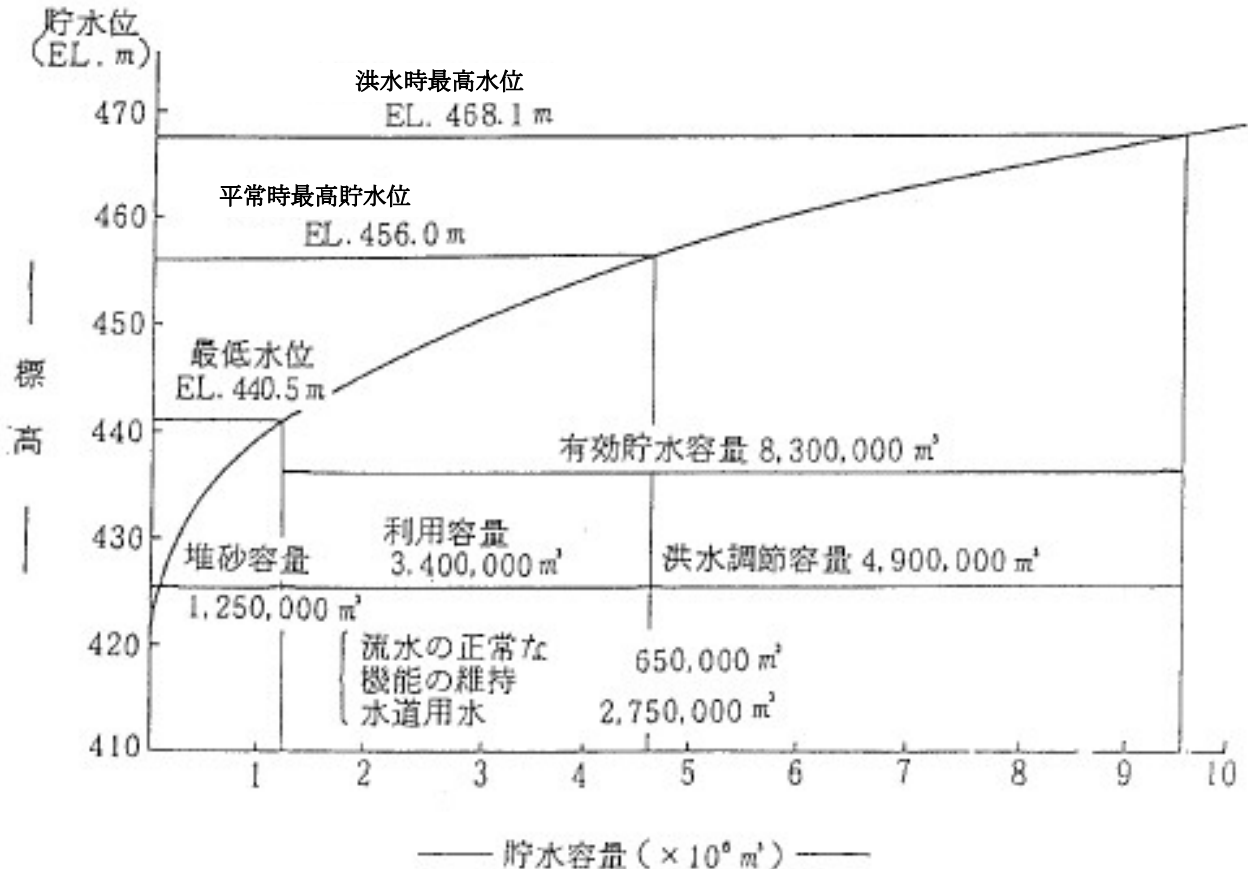 貯水位
(EL. m)
洪水時最高水位
EL. 468.1 m
平常時最高貯水位
EL. 456.0 m
最低水位
EL. 440.5 m
470
460
450
440
430
420
410
標
高
有効貯水容量 8,300,000 m³
堆砂容量
1,250,000 m³
利用容量
3,400,000 m³
洪水調節容量 4,900,000 m³
流水の正常な
機能の維持
650,000 m³
水道用水 2,750,000 m³
1 2 3 4 5 6 7 8 9 10
貯水容量 (×10⁶ m³)